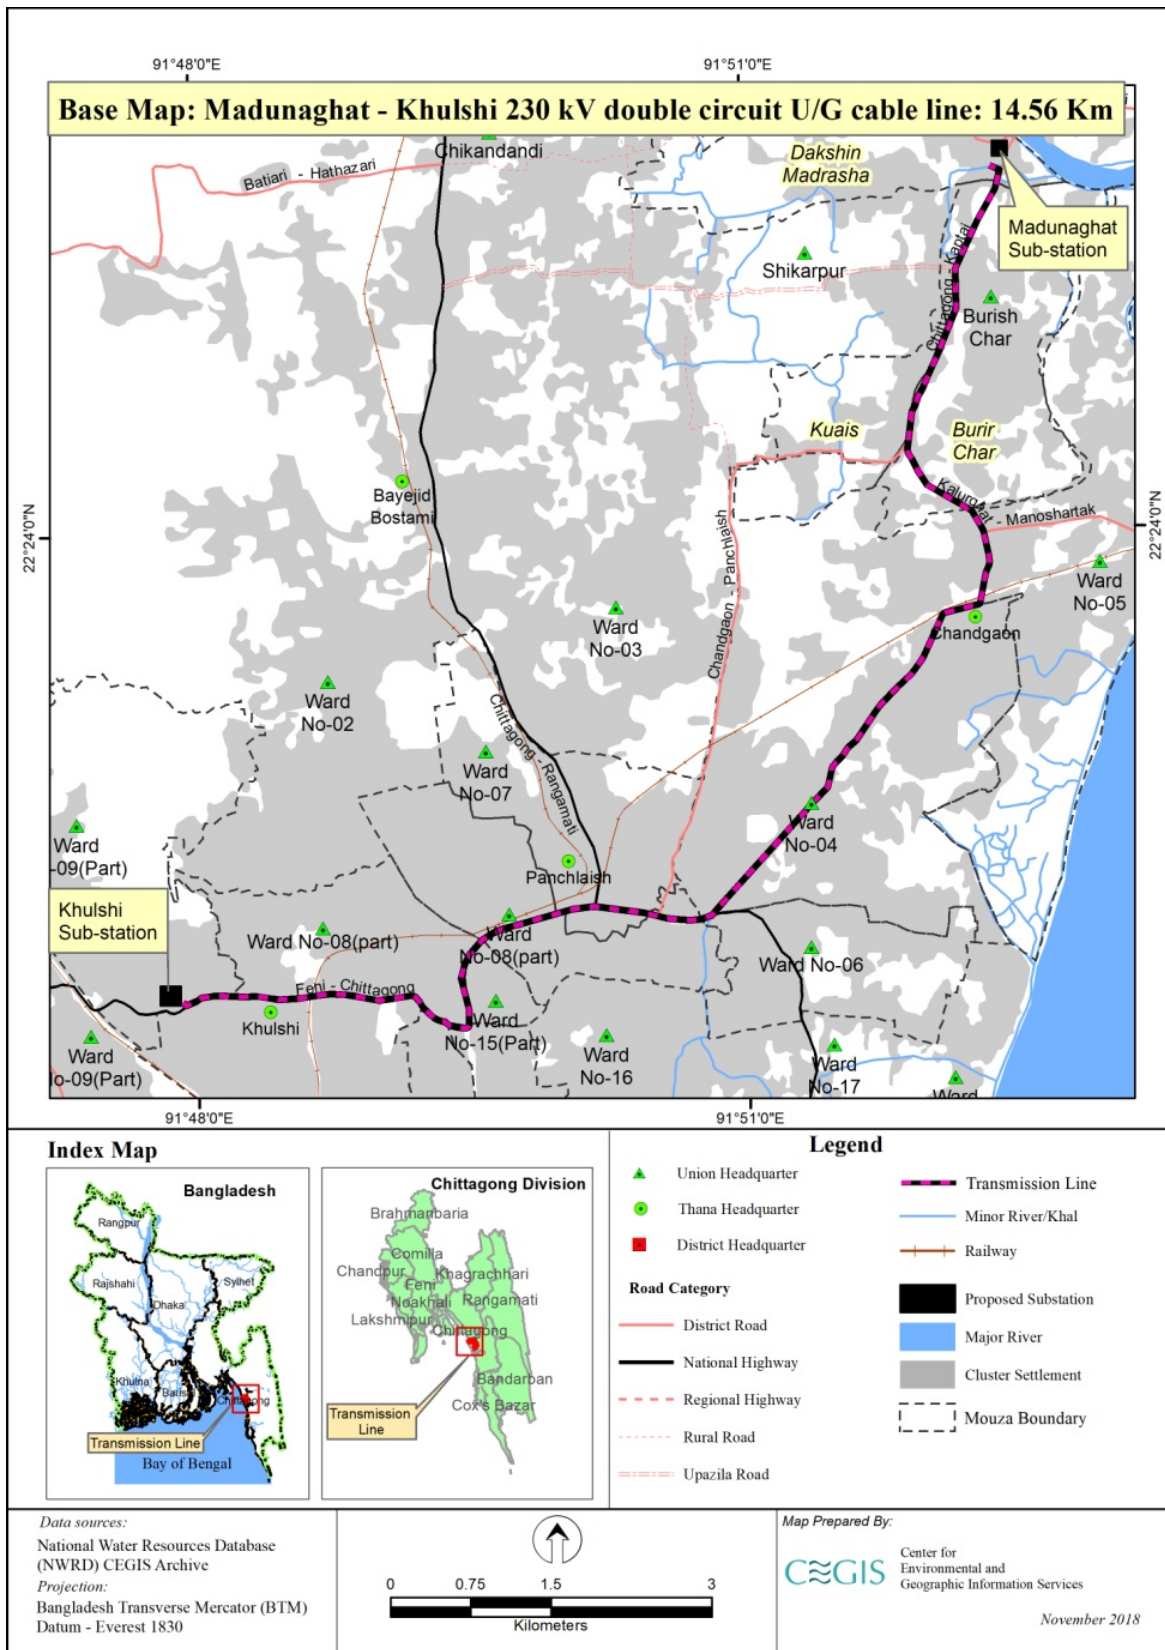 91°48'0"E
91°51'0"E
Base Map: Madunaghat - Khulshi 230 kV double circuit U/G cable line: 14.56 Km
Chikandandi
Batiari - Hathazari
Dakshin
Madrasha
Madunaghat
Sub-station
Shikarpur
Chittagong - Kaptai
Burish
Char
Kuais
Burir
Char
Bayejid
Bostami
Kalurghat
- Manoshartak
22°24'0"N
22°24'0"N
Chandgaon - Panchlaish
Ward
No-05
Ward
No-03
Chandgaon
Ward
No-02
Chittagong - Rangamati
Ward
No-07
Ward
No-04
Ward
-09(Part)
Panchlaish
Khulshi
Sub-station
Ward No-08(part)
Ward
No-08(part)
Ward No-06
Feni - Chittagong
Khulshi
Ward
No-15(Part)
Ward
No-16
Ward
No-17
Ward
lo-09(Part)
Ward
91°48'0"E
91°51'0"E
Index Map
Bangladesh
Rangpur
Rajshahi
Sylhet
Dhaka
Khulna
Barisal
Chittagong
Transmission Line
Bay of Bengal
Chittagong Division
Brahmanbaria
Comilla
Chandpur
Khagrachhari
Feni
Noakhali
Rangamati
Lakshmipur
Chittagong
Bandarban
Cox's Bazar
Transmission
Line
Legend
Union Headquarter
Thana Headquarter
District Headquarter
Road Category
District Road
National Highway
Regional Highway
Rural Road
Upazila Road
Transmission Line
Minor River/Khal
Railway
Proposed Substation
Major River
Cluster Settlement
Mouza Boundary
Data sources:
National Water Resources Database
(NWRD) CEGIS Archive
Projection:
Bangladesh Transverse Mercator (BTM)
Datum - Everest 1830
0 0.75 1.5 3
Kilometers
Map Prepared By:
CEGIS
Center for
Environmental and
Geographic Information Services
November 2018